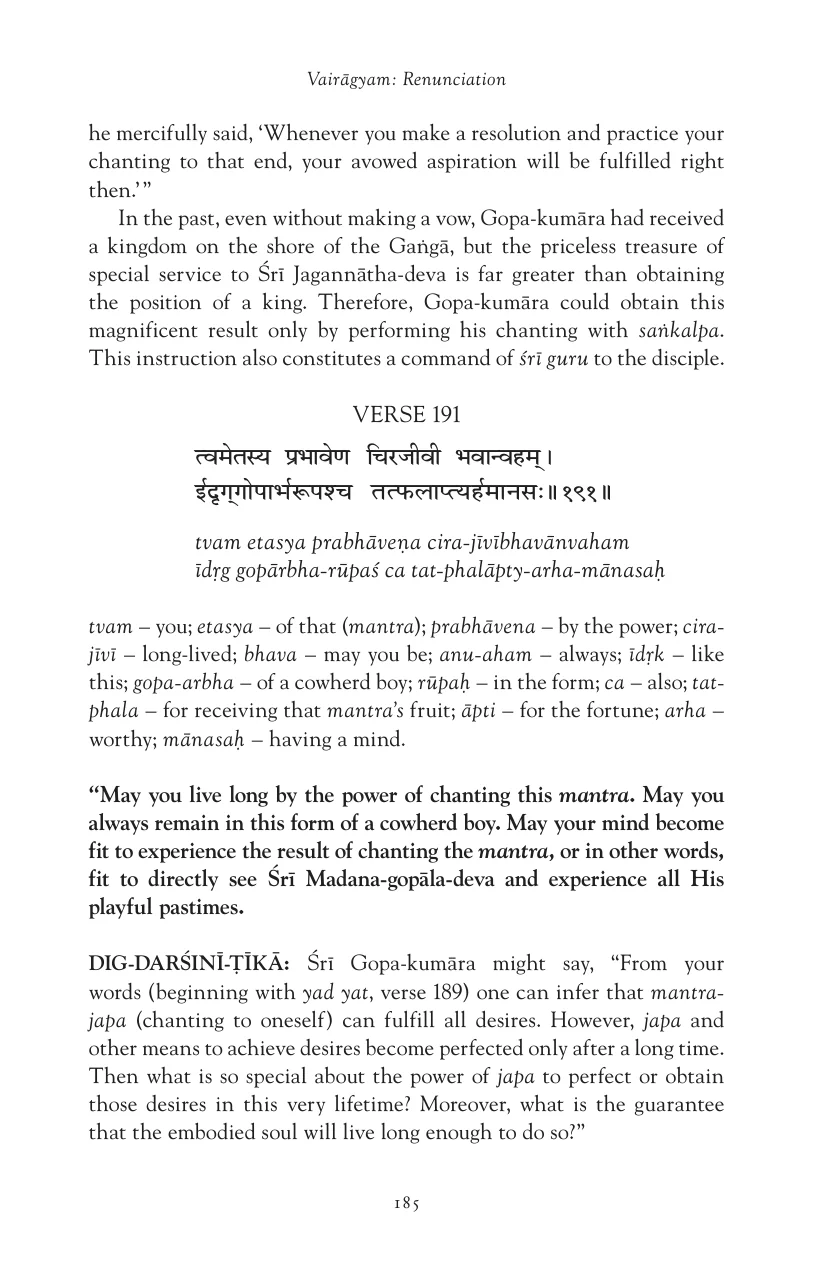 Vairāgyam: Renunciation
he mercifully said, ‘Whenever you make a resolution and practice your
chanting to that end, your avowed aspiration will be fulfilled right
then.’”
In the past, even without making a vow, Gopa-kumāra had received
a kingdom on the shore of the Gaṅgā, but the priceless treasure of
special service to Śrī Jagannātha-deva is far greater than obtaining
the position of a king. Therefore, Gopa-kumāra could obtain this
magnificent result only by performing his chanting with saṅkalpa.
This instruction also constitutes a command of śrī guru to the disciple.
VERSE 191
त्वमेतस्य प्रभावेण चिरजीवी भवान्वहम् ।
ईदृग्गोपार्भरूपश्च तत्फलाप्त्यर्हमानसः॥ १९१॥
tvam etasya prabhāveṇa cira-jīvībhavānvaham
īdṛg gopārbha-rūpaś ca tat-phalāpty-arha-mānasaḥ
tvam – you; etasya – of that (mantra); prabhāvena – by the power; cira-
jīvī – long-lived; bhava – may you be; anu-aham – always; īdṛk – like
this; gopa-arbha – of a cowherd boy; rūpaḥ – in the form; ca – also; tat-
phala – for receiving that mantra’s fruit; āpti – for the fortune; arha –
worthy; mānasaḥ – having a mind.
“May you live long by the power of chanting this mantra. May you
always remain in this form of a cowherd boy. May your mind become
fit to experience the result of chanting the mantra, or in other words,
fit to directly see Śrī Madana-gopāla-deva and experience all His
playful pastimes.
DIG-DARŚINĪ-ṬĪKĀ: Śrī Gopa-kumāra might say, “From your
words (beginning with yad yat, verse 189) one can infer that mantra-
japa (chanting to oneself) can fulfill all desires. However, japa and
other means to achieve desires become perfected only after a long time.
Then what is so special about the power of japa to perfect or obtain
those desires in this very lifetime? Moreover, what is the guarantee
that the embodied soul will live long enough to do so?”
185